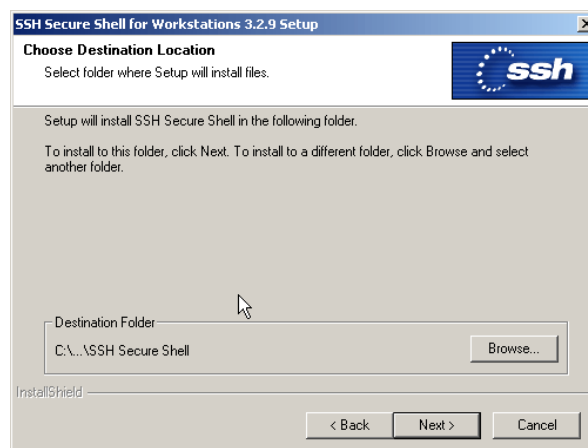 SSH Secure Shell for Workstations 3.2.9 Setup
Choose Destination Location
Select folder where Setup will install files.
ssh
Setup will install SSH Secure Shell in the following folder.
To install to this folder, click Next. To install to a different folder, click Browse and select
another folder.
Destination Folder
C:\...\SSH Secure Shell
Browse...
InstallShield
< Back
Next >
Cancel